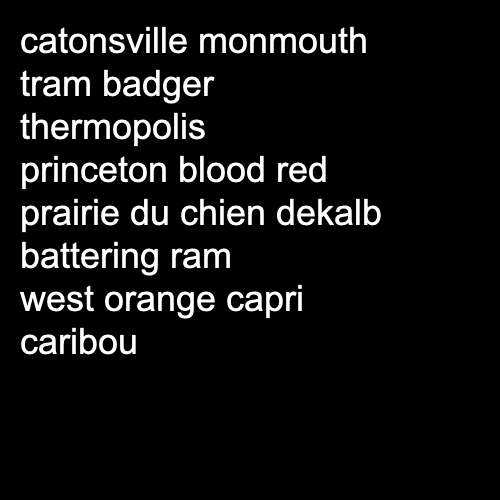 catonsville monmouth
tram badger
thermopolis
princeton blood red
prairie du chien dekalb
battering ram
west orange capri
caribou